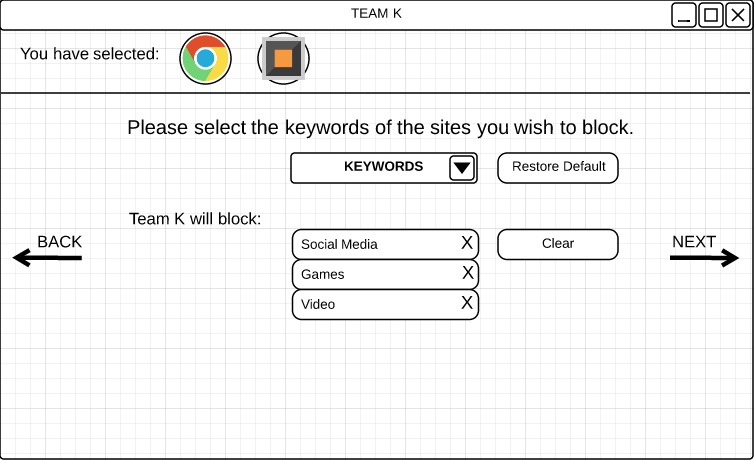 TEAM K
You have selected:
Please select the keywords of the sites you wish to block.
KEYWORDS
Restore Default
Team K will block:
BACK
NEXT
Social Media X
Clear
Games X
Video X